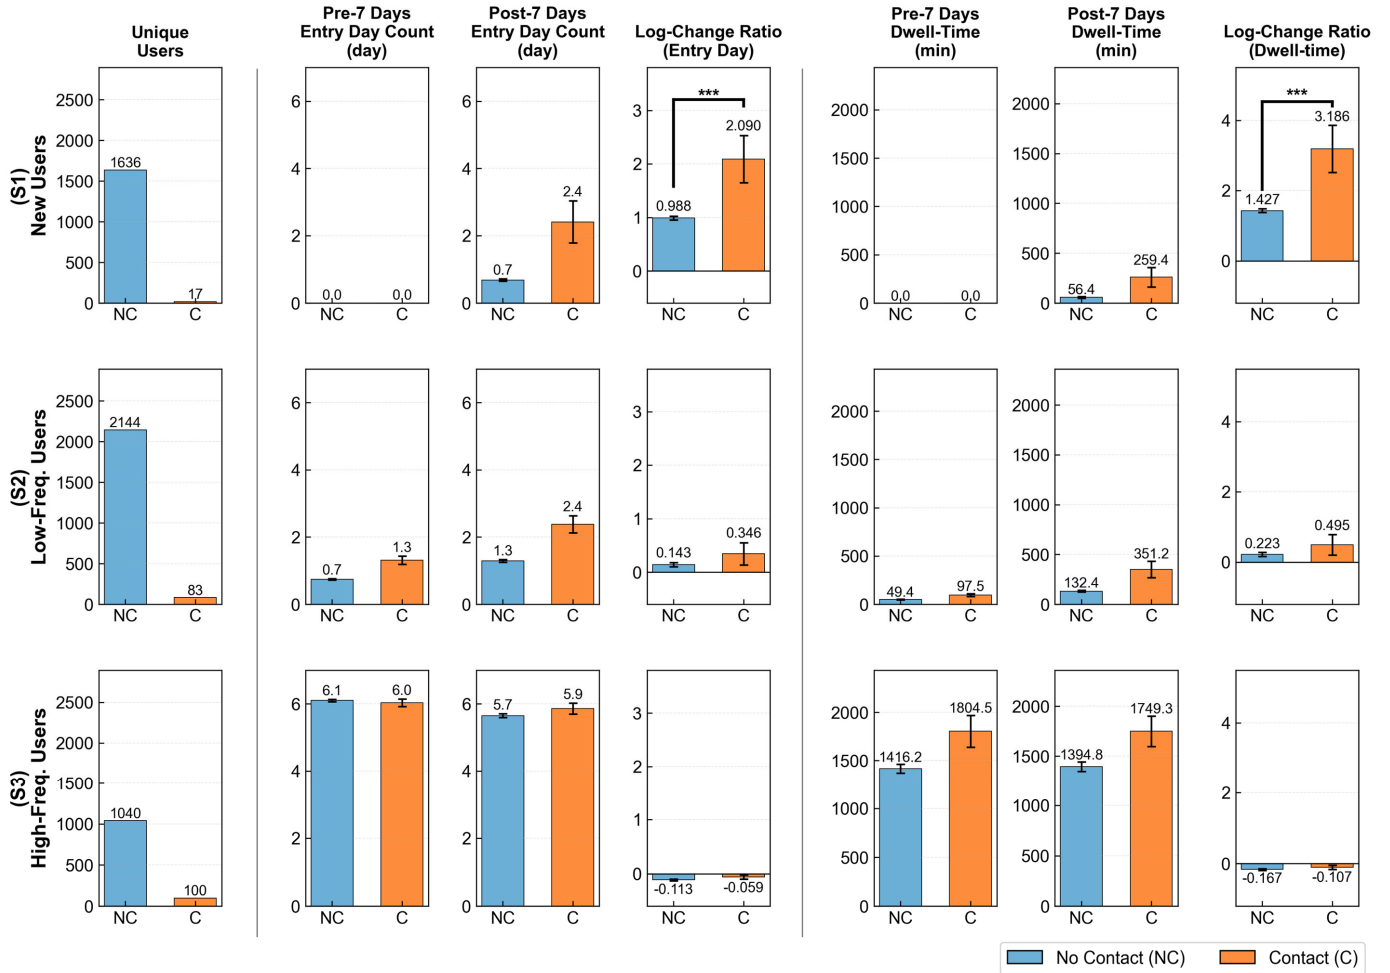 Unique
Users
Pre-7 Days
Entry Day Count
(day)
Post-7 Days
Entry Day Count
(day)
Log-Change Ratio
(Entry Day)
Pre-7 Days
Dwell-Time
(min)
Post-7 Days
Dwell-Time
(min)
Log-Change Ratio
(Dwell-time)
(S1)
New Users
2500
2000
1500
1000
500
0
1636
17
NC C
6
4
2
0
0.0 0.0
NC C
6
4
2
0
0.7
2.4
NC C
3
2
1
0
***
0.988
2.090
NC C
2000
1500
1000
500
0
0.0 0.0
NC C
2000
1500
1000
500
0
56.4
259.4
NC C
4
2
0
***
1.427
3.186
NC C
(S2)
Low-Freq. Users
2500
2000
1500
1000
500
0
2144
83
NC C
6
4
2
0
0.7
1.3
NC C
6
4
2
0
1.3
2.4
NC C
3
2
1
0
0.143
0.346
NC C
2000
1500
1000
500
0
49.4
97.5
NC C
2000
1500
1000
500
0
132.4
351.2
NC C
4
2
0
0.223
0.495
NC C
(S3)
High-Freq. Users
2500
2000
1500
1000
500
0
1040
100
NC C
6
4
2
0
6.1
6.0
NC C
6
4
2
0
5.7
5.9
NC C
3
2
1
0
-0.113
-0.059
NC C
2000
1500
1000
500
0
1416.2
1804.5
NC C
2000
1500
1000
500
0
1394.8
1749.3
NC C
4
2
0
-0.167
-0.107
NC C
No Contact (NC) Contact (C)